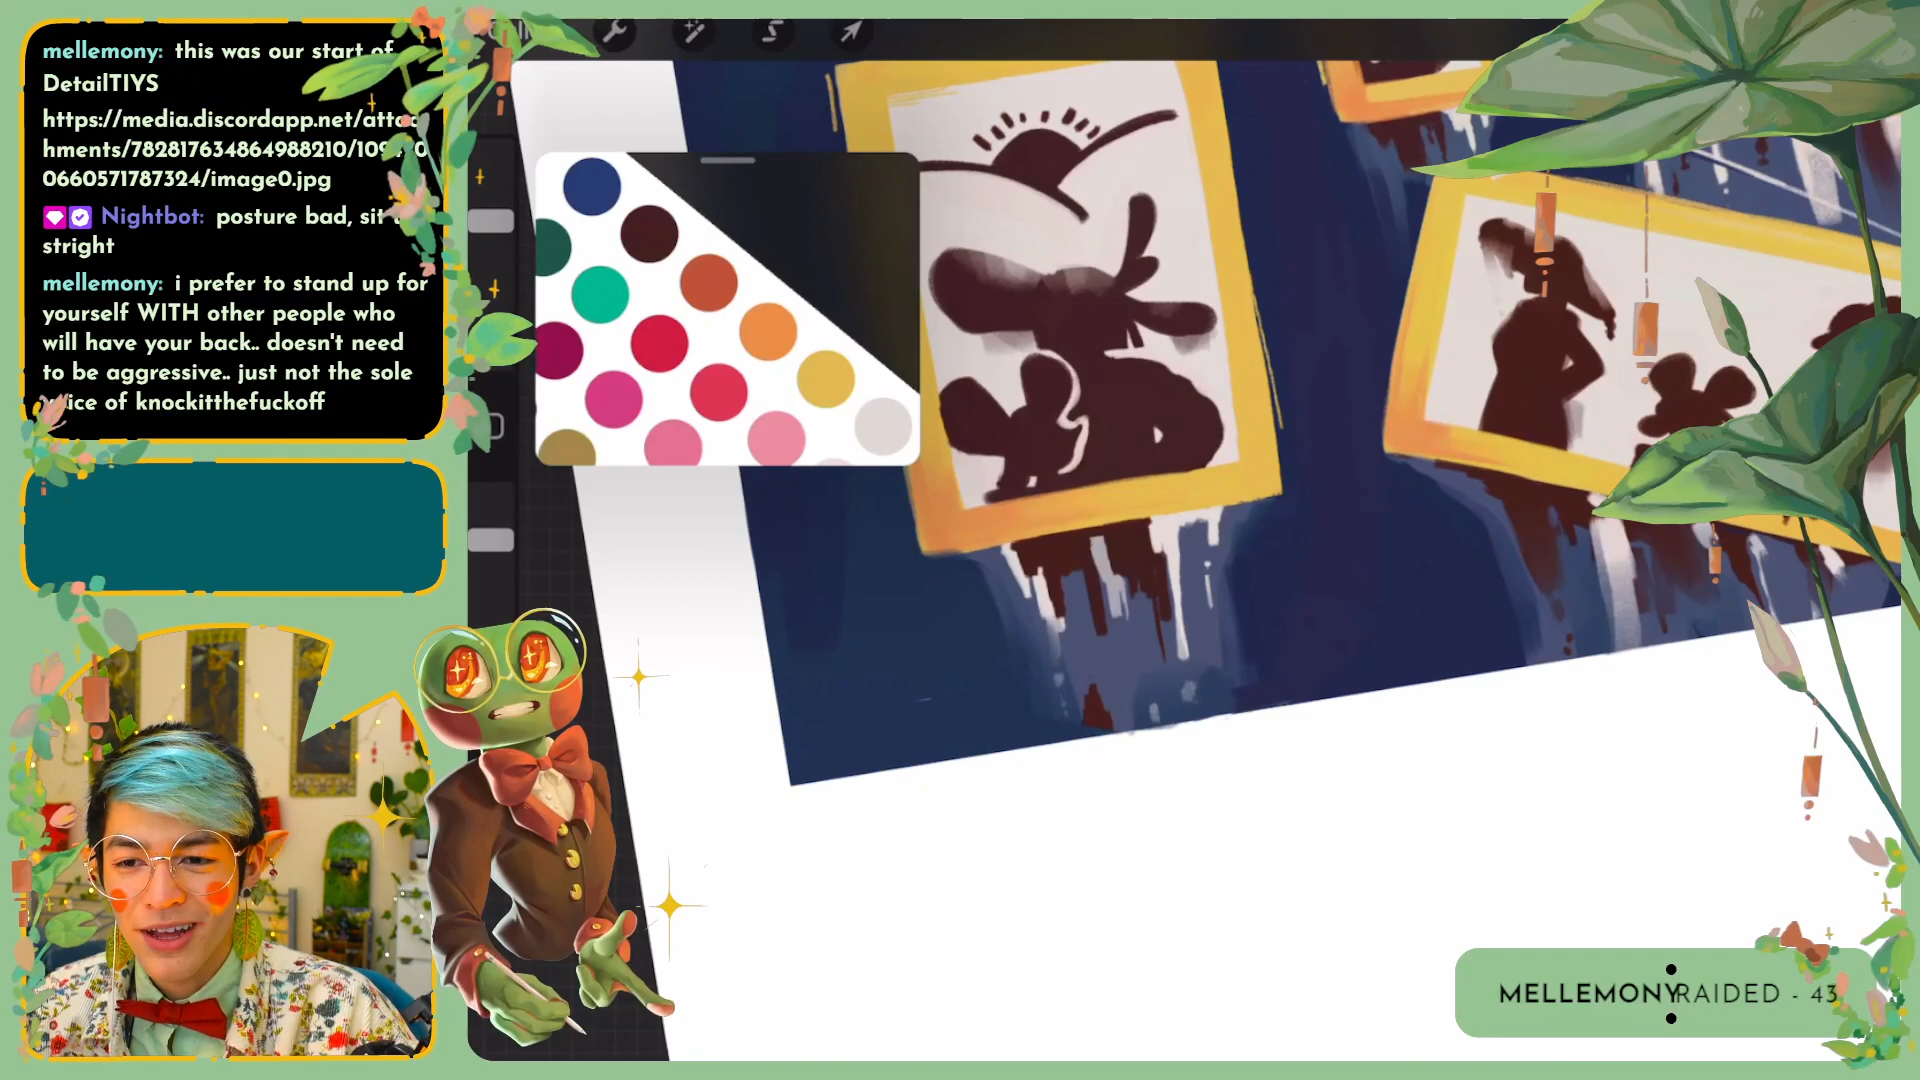 mellemony: this was our start of
DetailTIYS
https://media.discordapp.net/attac
hments/782817634864988210/109
0660571787324/image0.jpg
Nightbot: posture bad, sit
stright
mellemony: i prefer to stand up for
yourself WITH other people who
will have your back.. doesn't need
to be aggressive.. just not the sole
of knockitthefuckoff
MELLEMONY RAIDED - 43